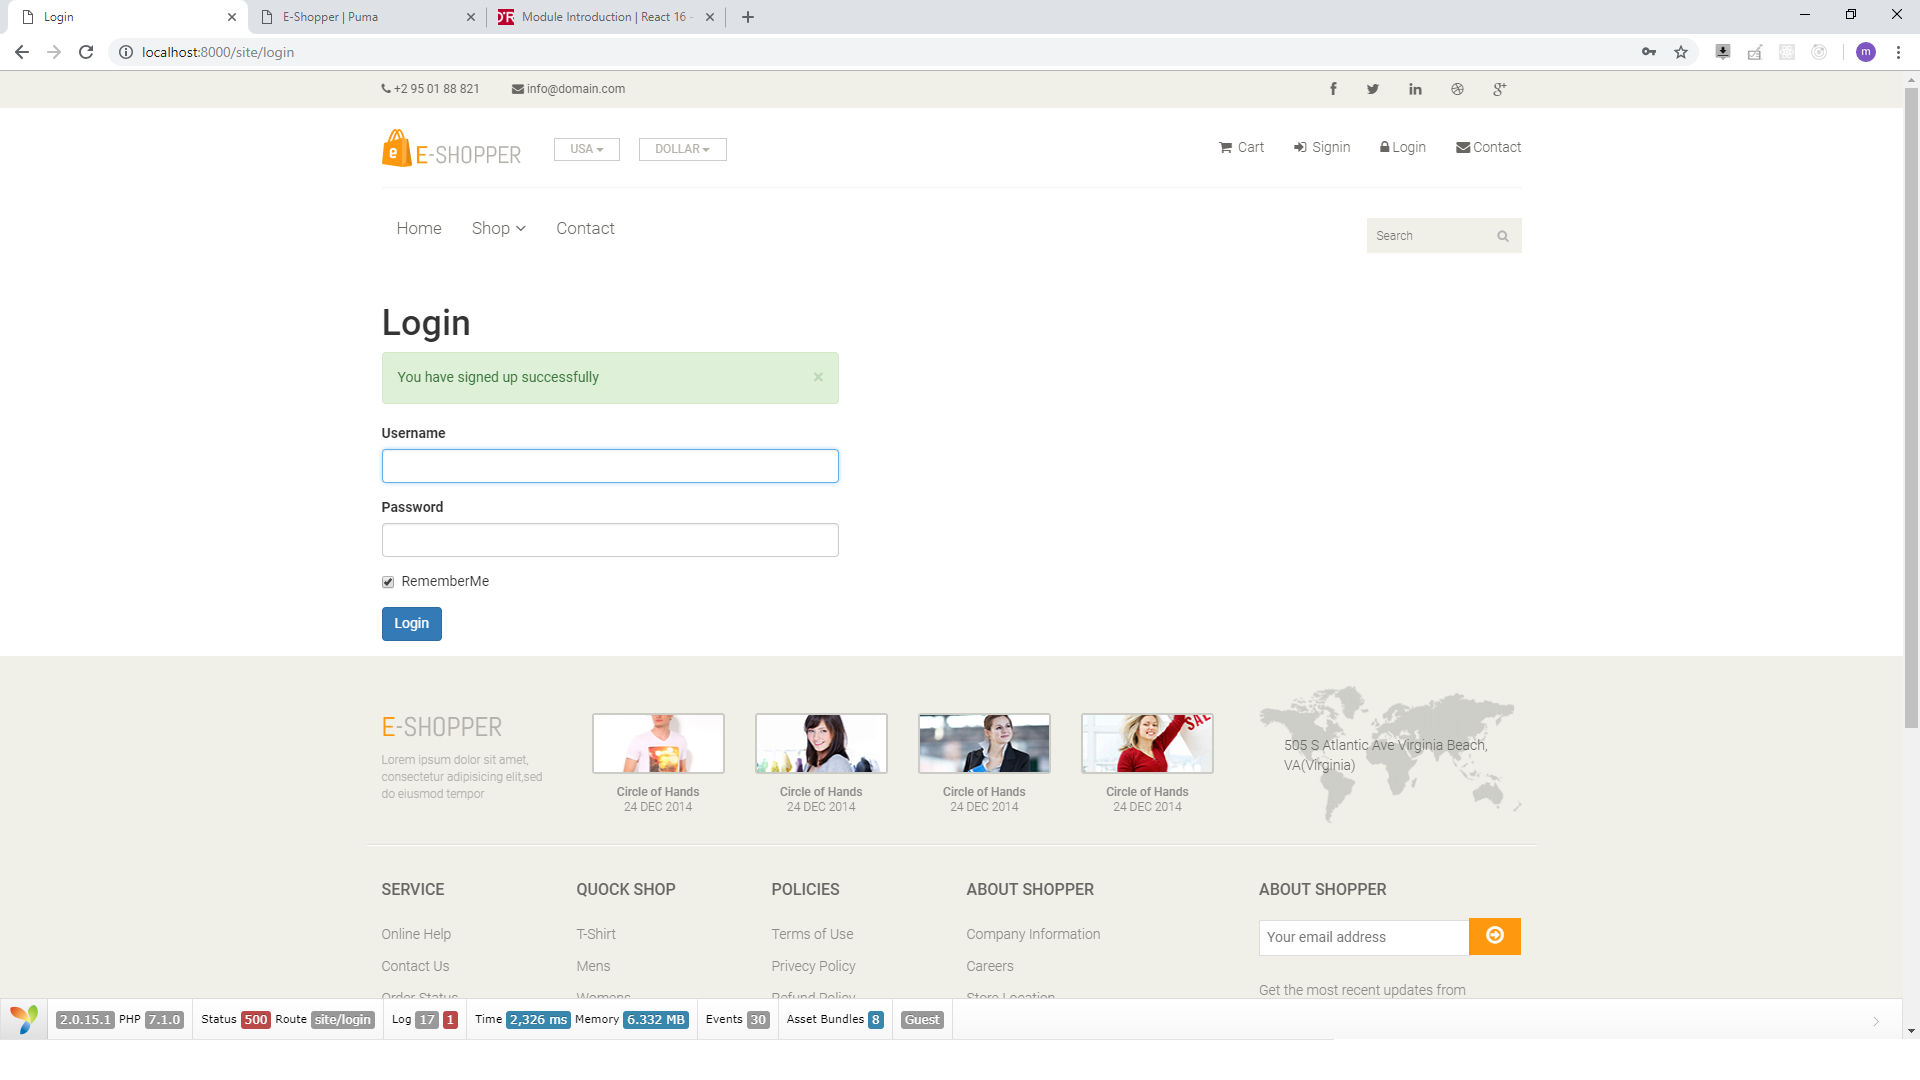 Login
E-Shopper | Puma
Module Introduction | React 16 -
localhost:8000/site/login
m
+2 95 01 88 821
info@domain.com
E-SHOPPER
USA
DOLLAR
Cart
Signin
Login
Contact
Home
Shop
Contact
Search
Login
You have signed up successfully
×
Username
Password
RememberMe
Login
E-SHOPPER
Lorem ipsum dolor sit amet,
consectetur adipisicing elit,sed
do eiusmod tempor
Circle of Hands
24 DEC 2014
Circle of Hands
24 DEC 2014
Circle of Hands
24 DEC 2014
SALE
Circle of Hands
24 DEC 2014
505 S Atlantic Ave Virginia Beach,
VA(Virginia)
SERVICE
Online Help
Contact Us
Order Status
QUOCK SHOP
T-Shirt
Mens
Womens
POLICIES
Terms of Use
Privecy Policy
Refund Policy
ABOUT SHOPPER
Company Information
Careers
Store Location
ABOUT SHOPPER
Your email address
Get the most recent updates from
2.0.15.1 PHP 7.1.0 Status 500 Route site/login Log 17 1 Time 2,326 ms Memory 6.332 MB Events 30 Asset Bundles 8 Guest